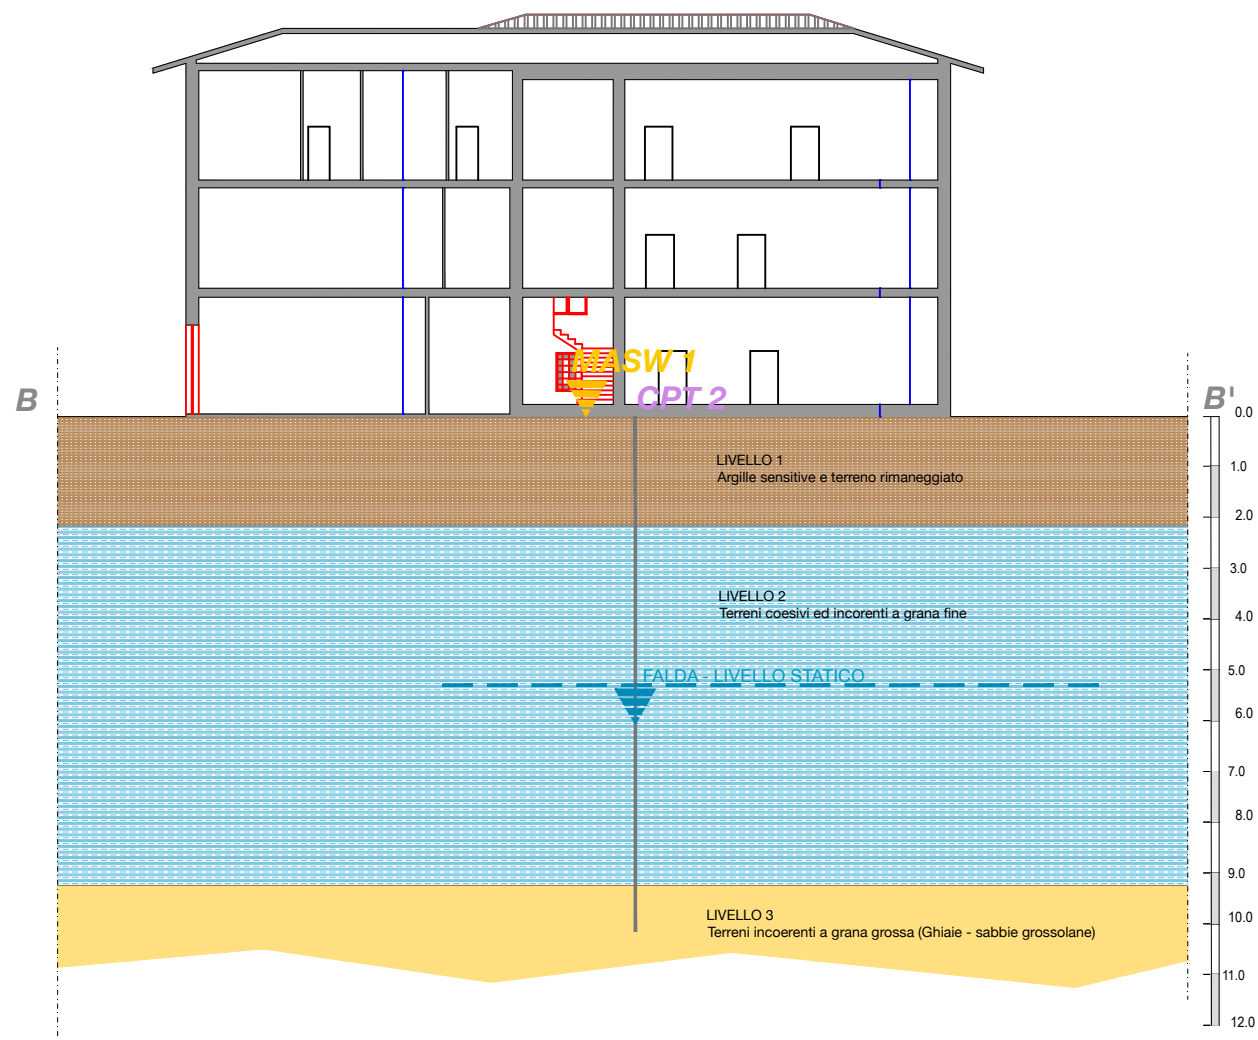 MASW 1
CPT 2
B
B'
0.0
LIVELLO 1
Argille sensitive e terreno rimaneggiato
1.0
2.0
3.0
LIVELLO 2
Terreni coesivi ed incorenti a grana fine
4.0
5.0
FALDA - LIVELLO STATICO
6.0
7.0
8.0
9.0
LIVELLO 3
10.0
Terreni incoerenti a grana grossa (Ghiaie - sabbie grossolane)
11.0
12.0